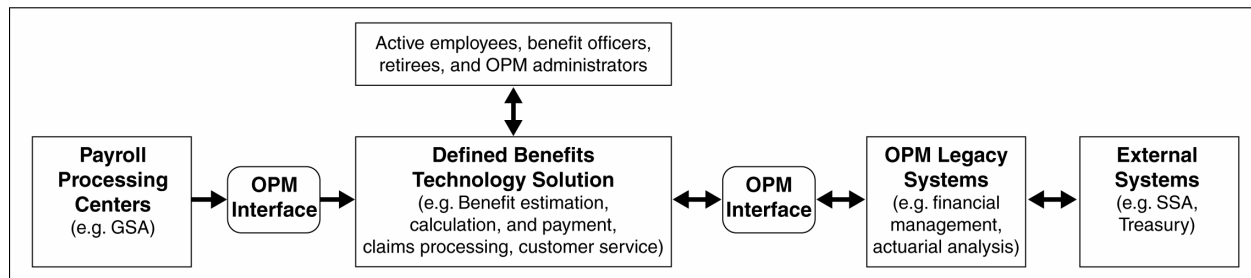 Active employees, benefit officers,
retirees, and OPM administrators
Payroll
Processing
Centers
(e.g. GSA)
OPM
Interface
Defined Benefits
Technology Solution
(e.g. Benefit estimation,
calculation, and payment,
claims processing, customer service)
OPM
Interface
OPM Legacy
Systems
(e.g. financial
management,
actuarial analysis)
External
Systems
(e.g. SSA,
Treasury)